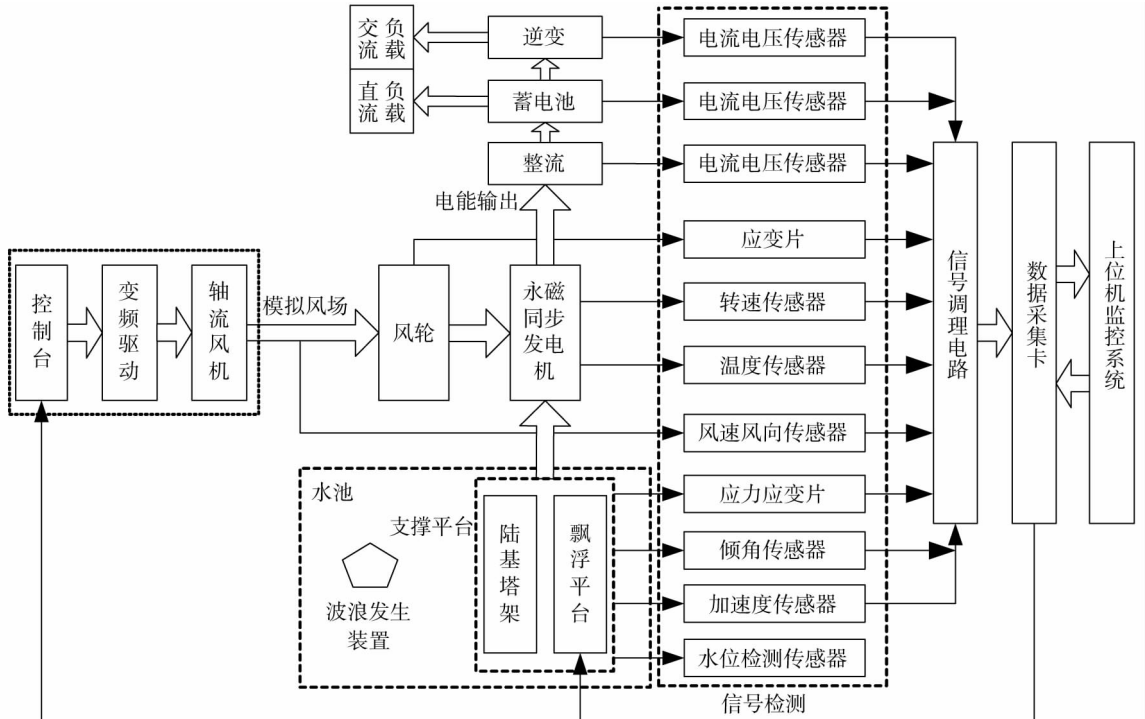 交流负载
直流负载
逆变
蓄电池
整流
电能输出
电流电压传感器
电流电压传感器
电流电压传感器
应变片
转速传感器
温度传感器
风速风向传感器
应力应变片
倾角传感器
加速度传感器
水位检测传感器
信号检测
控制台
变频驱动
轴流风机
模拟风场
风轮
永磁
同步
发电
机
水池
支撑平台
陆基塔架
飘浮平台
波浪发生
装置
信号调理电路
数据采集卡
上位机监控系统